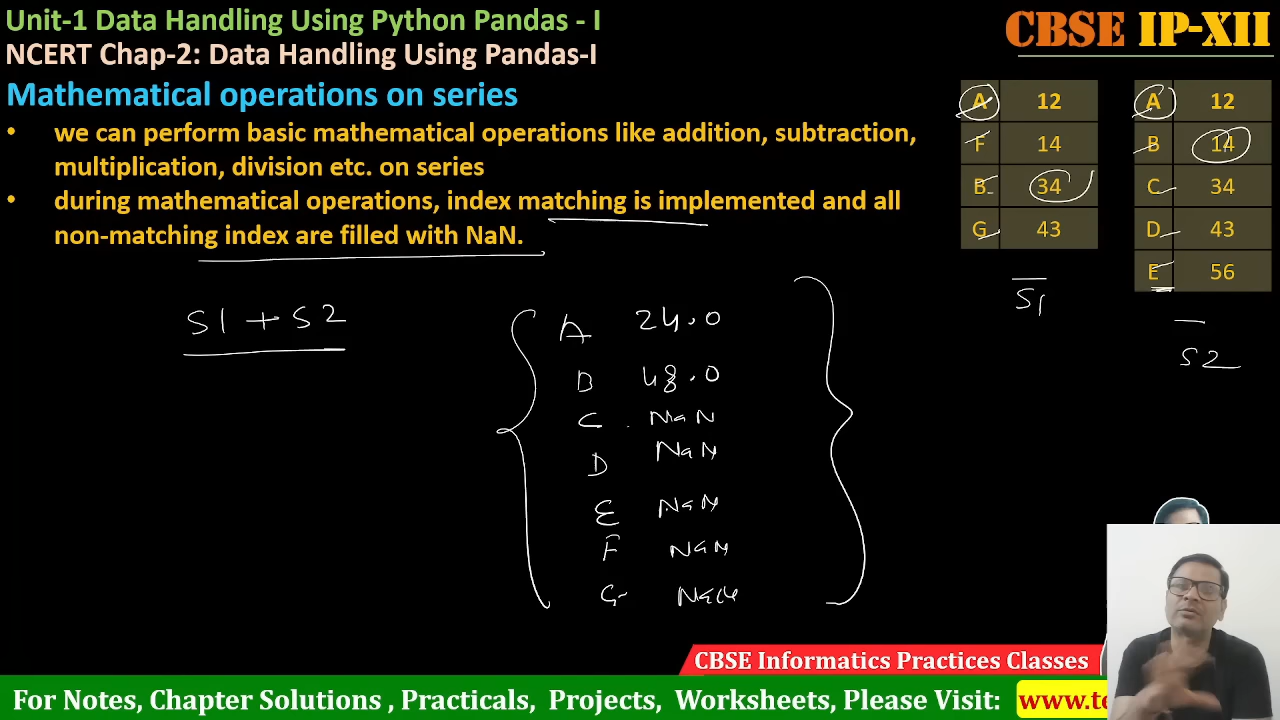 Unit-1 Data Handling Using Python Pandas - I
NCERT Chap-2: Data Handling Using Pandas-I
CBSE IP-XII
Mathematical operations on series
• we can perform basic mathematical operations like addition, subtraction,
multiplication, division etc. on series
• during mathematical operations, index matching is implemented and all
non-matching index are filled with NaN.
A 12
F 14
B 34
G 43
S1
A 12
B 14
C 34
D 43
E 56
S2
S1 + S2
A 24.0
B 48.0
C NaN
D NaN
E NaN
F NaN
G NaN
CBSE Informatics Practices Classes
For Notes, Chapter Solutions , Practicals, Projects, Worksheets, Please Visit: